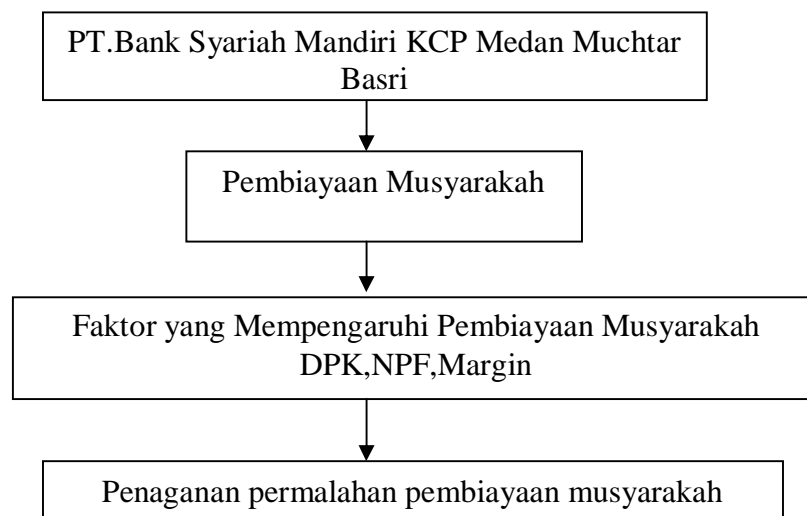 PT.Bank Syariah Mandiri KCP Medan Muchtar
Basri
Pembiayaan Musyarakah
Faktor yang Mempengaruhi Pembiayaan Musyarakah
DPK,NPF,Margin
Penaganan permalahan pembiayaan musyarakah